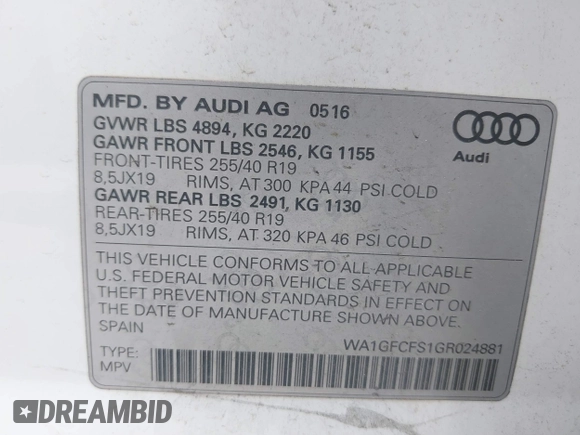 MFD. BY AUDI AG 0516
GVWR LBS 4894, KG 2220
GAWR FRONT LBS 2546, KG 1155
FRONT-TIRES 255/40 R19
8,5JX19 RIMS, AT 300 KPA 44 PSI COLD
GAWR REAR LBS 2491, KG 1130
REAR-TIRES 255/40 R19
8,5JX19 RIMS, AT 320 KPA 46 PSI COLD
Audi
THIS VEHICLE CONFORMS TO ALL APPLICABLE
U.S. FEDERAL MOTOR VEHICLE SAFETY AND
THEFT PREVENTION STANDARDS IN EFFECT ON
THE DATE OF MANUFACTURE SHOWN ABOVE.
SPAIN
WA1GFCFS1GR024881
TYPE:
MPV
DREAMBID